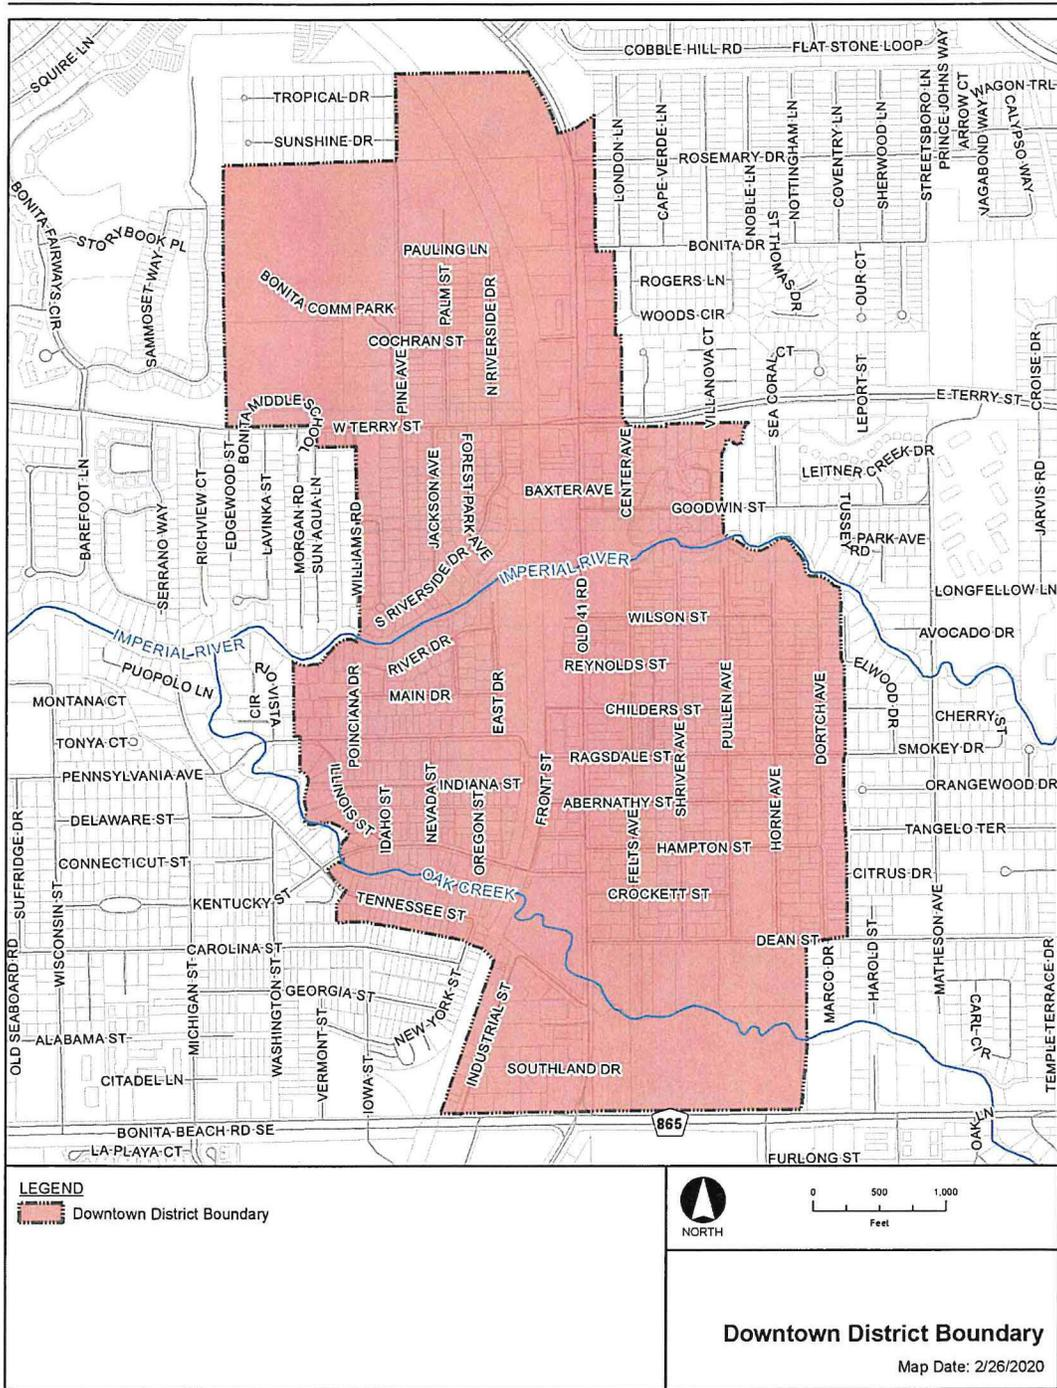 COBBLE HILL RD
FLAT STONE LOOP
SQUIRE LN
PRINCE JOHNS WAY
STREETSBORO LN
ARROW CT
WAGON TRL
CALYPSO WAY
VAGABOND WAY
TROPICAL DR
SUNSHINE DR
LONDON LN
CAPE VERDE LN
ROSEMARY DR
NOBLE LN
NOTTINGHAM LN
COVENTRY LN
SHERWOOD LN
ST THOMAS DR
BONITA FAIRWAYS CIR
STORYBOOK PL
SAMMOSET WAY
PAULING LN
BONITA DR
ROGERS LN
WOODS CIR
OUR CT
BONITA COMM PARK
PALM ST
N RIVERSIDE DR
COCHRAN ST
PINE AVE
VILLANOVA CT
SEA CORAL CT
LEPORT ST
CROISE DR
E TERRY ST
BONITA MIDDLE SCHOOL
W TERRY ST
BAREFOOT LN
SERRANO WAY
RICHVIEW CT
EDGEWOOD ST
LAVINKA ST
MORGAN RD
SUN AQUA LN
WILLIAMS RD
JACKSON AVE
FOREST PARK AVE
BAXTER AVE
CENTER AVE
GOODWIN ST
LEITNER CREEK DR
TUSSEY RD
PARK AVE
JARVIS RD
S RIVERSIDE DR
IMPERIAL RIVER
LONGFELLOW LN
OLD 41 RD
WILSON ST
AVOCADO DR
IMPERIAL RIVER
RIVER DR
REYNOLDS ST
PULLEN AVE
DORTCH AVE
ELWOOD DR
PUOPOLO LN
RIO VISTA CIR
MONTANA CT
POINCIANA DR
MAIN DR
EAST DR
CHILDERS ST
CHERRY ST
TONYA CT
SMOKEY DR
RAGSDALE ST
SHRIVER AVE
PENNSYLVANIA AVE
ILLINOIS ST
IDAHO ST
NEVADA ST
INDIANA ST
OREGON ST
FRONT ST
ABERNATHY ST
HORNE AVE
ORANGEWOOD DR
DELAWARE ST
TANGELO TER
FELTS AVE
HAMPTON ST
CONNECTICUT ST
SUFFRIDGE DR
WISCONSIN ST
OAK CREEK
CITRUS DR
KENTUCKY ST
TENNESSEE ST
CROCKETT ST
MATHESON AVE
CAROLINA ST
DEAN ST
OLD SEABOARD RD
MICHIGAN ST
WASHINGTON ST
GEORGIA ST
NEW YORK ST
INDUSTRIAL ST
MARCO DR
HAROLD ST
CARL CIR
TEMPLE TERRACE
ALABAMA ST
VERMONT ST
IOWA ST
CITADEL LN
SOUTHLAND DR
OAK LN
BONITA BEACH RD SE
865
LA PLAYA CT
FURLONG ST
LEGEND
Downtown District Boundary
NORTH
0 500 1,000
Feet
Downtown District Boundary
Map Date: 2/26/2020